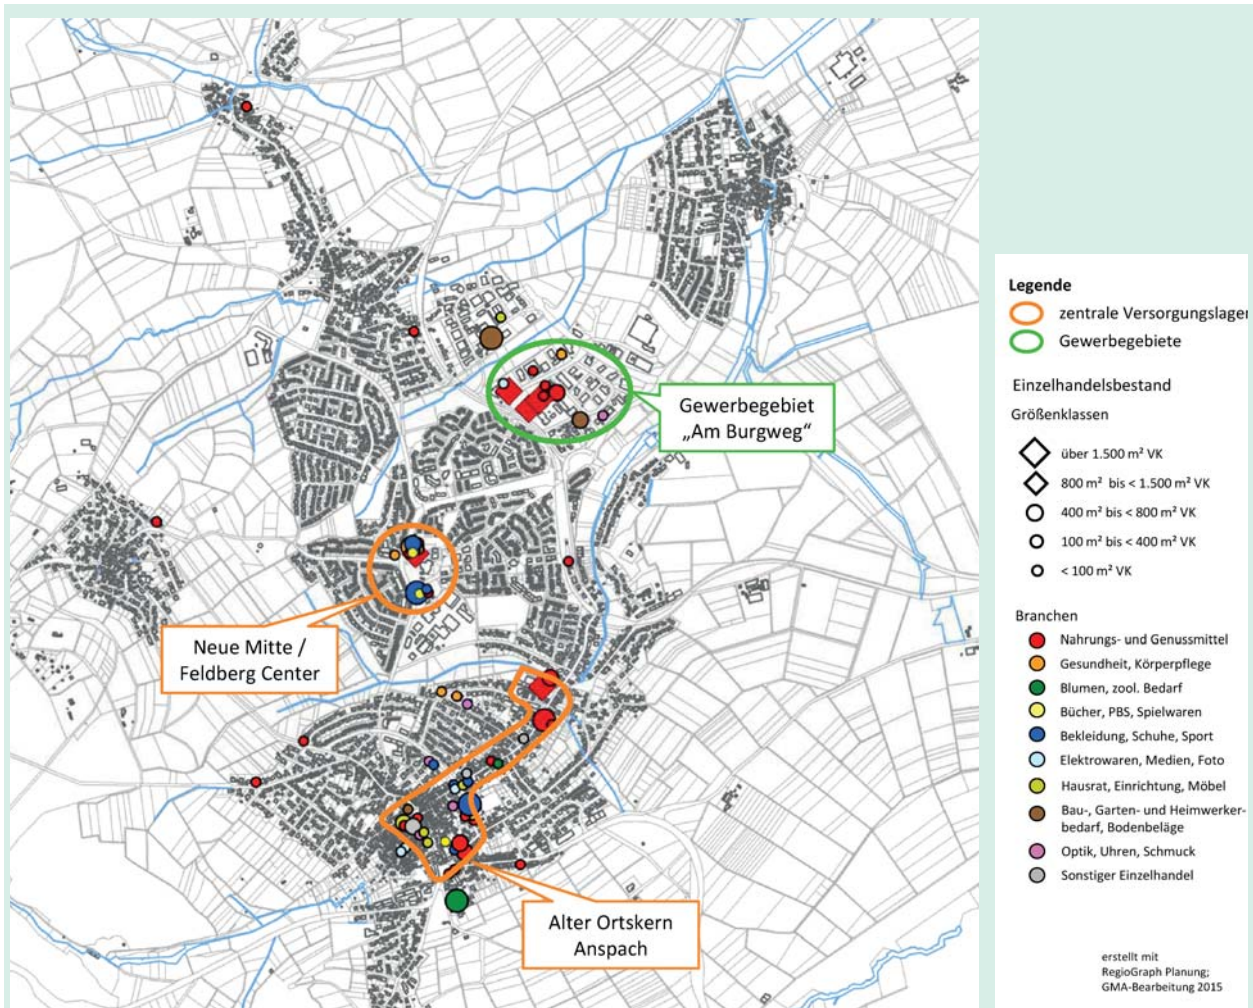 Gewerbegebiet
„Am Burgweg“
Neue Mitte /
Feldberg Center
Alter Ortskern
Anspach
Legende
zentrale Versorgungslagen
Gewerbegebiete
Einzelhandelsbestand
Größenklassen
über 1.500 m² VK
800 m² bis < 1.500 m² VK
400 m² bis < 800 m² VK
100 m² bis < 400 m² VK
< 100 m² VK
Branchen
Nahrungs- und Genussmittel
Gesundheit, Körperpflege
Blumen, zool. Bedarf
Bücher, PBS, Spielwaren
Bekleidung, Schuhe, Sport
Elektrowaren, Medien, Foto
Hausrat, Einrichtung, Möbel
Bau-, Garten- und Heimwerker-
bedarf, Bodenbeläge
Optik, Uhren, Schmuck
Sonstiger Einzelhandel
erstellt mit
RegioGraph Planung;
GMA-Bearbeitung 2015